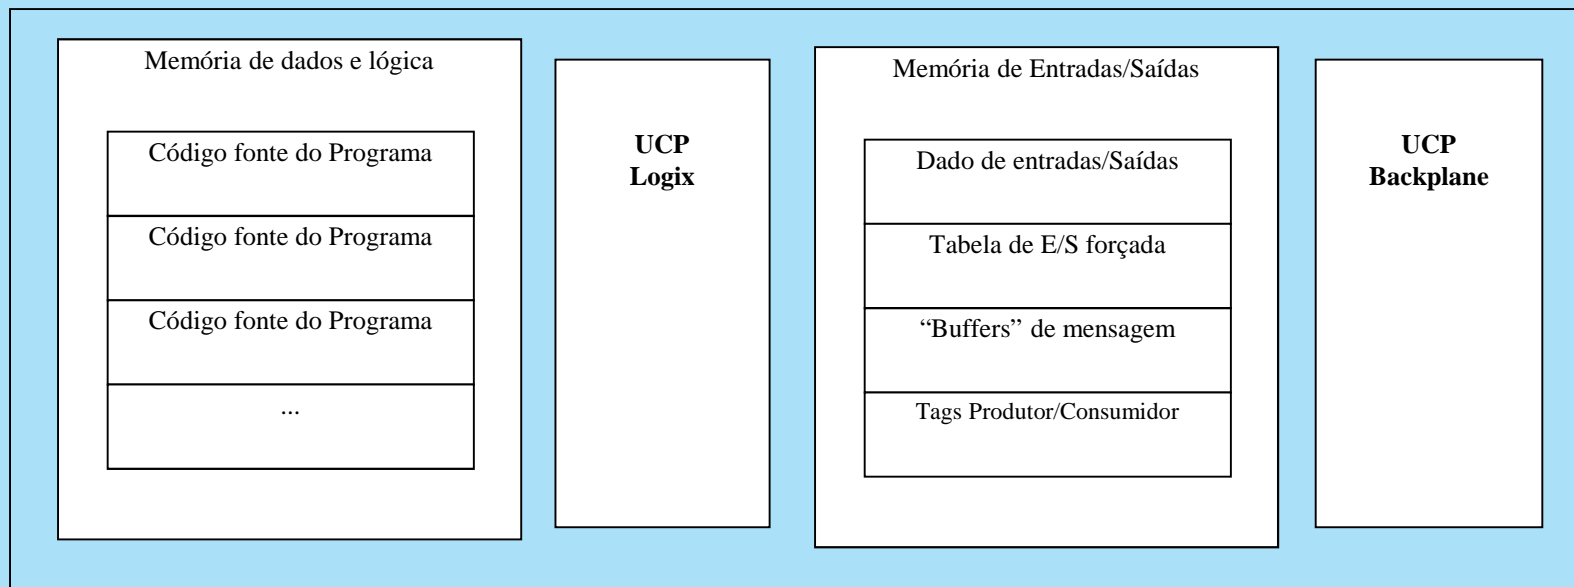 Memória de dados e lógica
Código fonte do Programa
Código fonte do Programa
Código fonte do Programa
...
UCP
Logix
Memória de Entradas/Saídas
Dado de entradas/Saídas
Tabela de E/S forçada
“Buffers” de mensagem
Tags Produtor/Consumidor
UCP
Backplane